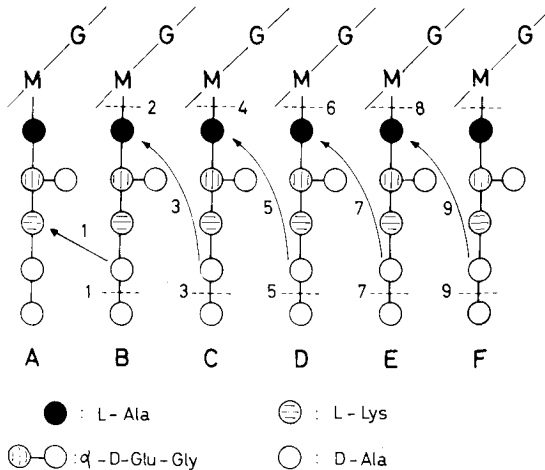 G G G G G G
M M M M M M
2 4 6 8
1 3 5 7 9
1 3 5 7 9
A B C D E F
: L-Ala : L-Lys
: α-D-Glu-Gly : D-Ala